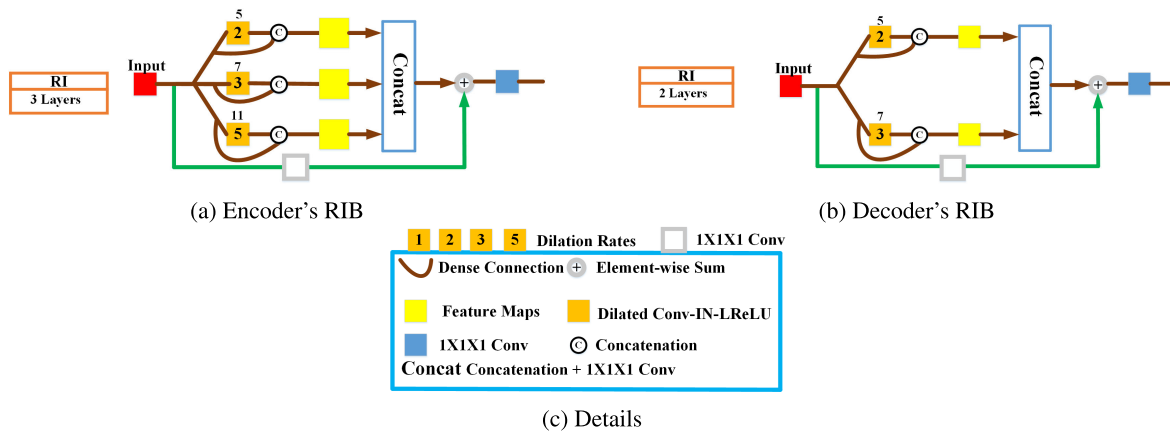 RI
3 Layers
Input
5
2
C
7
3
C
11
5
C
Concat
+
(a) Encoder's RIB
RI
2 Layers
Input
5
2
C
7
3
C
Concat
+
(b) Decoder's RIB
1 2 3 5 Dilation Rates 1X1X1 Conv
Dense Connection + Element-wise Sum
Feature Maps Dilated Conv-IN-LReLU
1X1X1 Conv C Concatenation
Concat Concatenation + 1X1X1 Conv
(c) Details